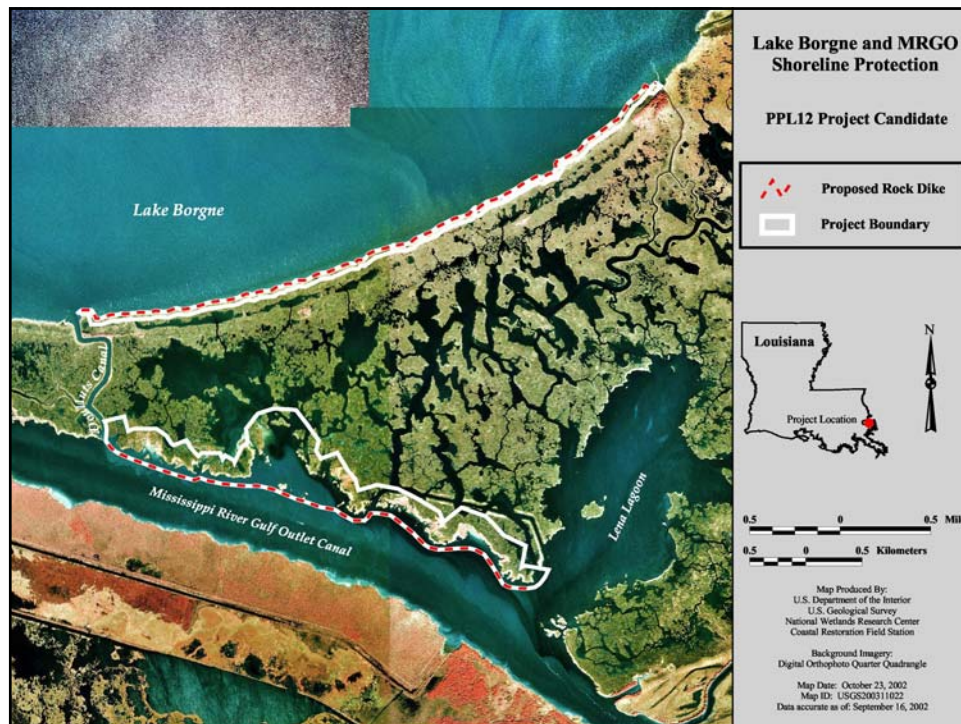 Lake Borgne and MRGO
Shoreline Protection
PPL12 Project Candidate
Proposed Rock Dike
Project Boundary
Lake Borgne
Canal
Mississippi River Gulf Outlet Canal
Lena Lagoon
Louisiana
N
Project Location
0.5 0 0.5 Mil
0.5 0 0.5 Kilometers
Map Produced By:
U.S. Department of the Interior
U.S. Geological Survey
National Wetlands Research Center
Coastal Restoration Field Station
Background Imagery:
Digital Orthophoto Quarter Quadrangle
Map Date: October 23, 2002
Map ID: USGS200311022
Data accurate as of: September 16, 2002